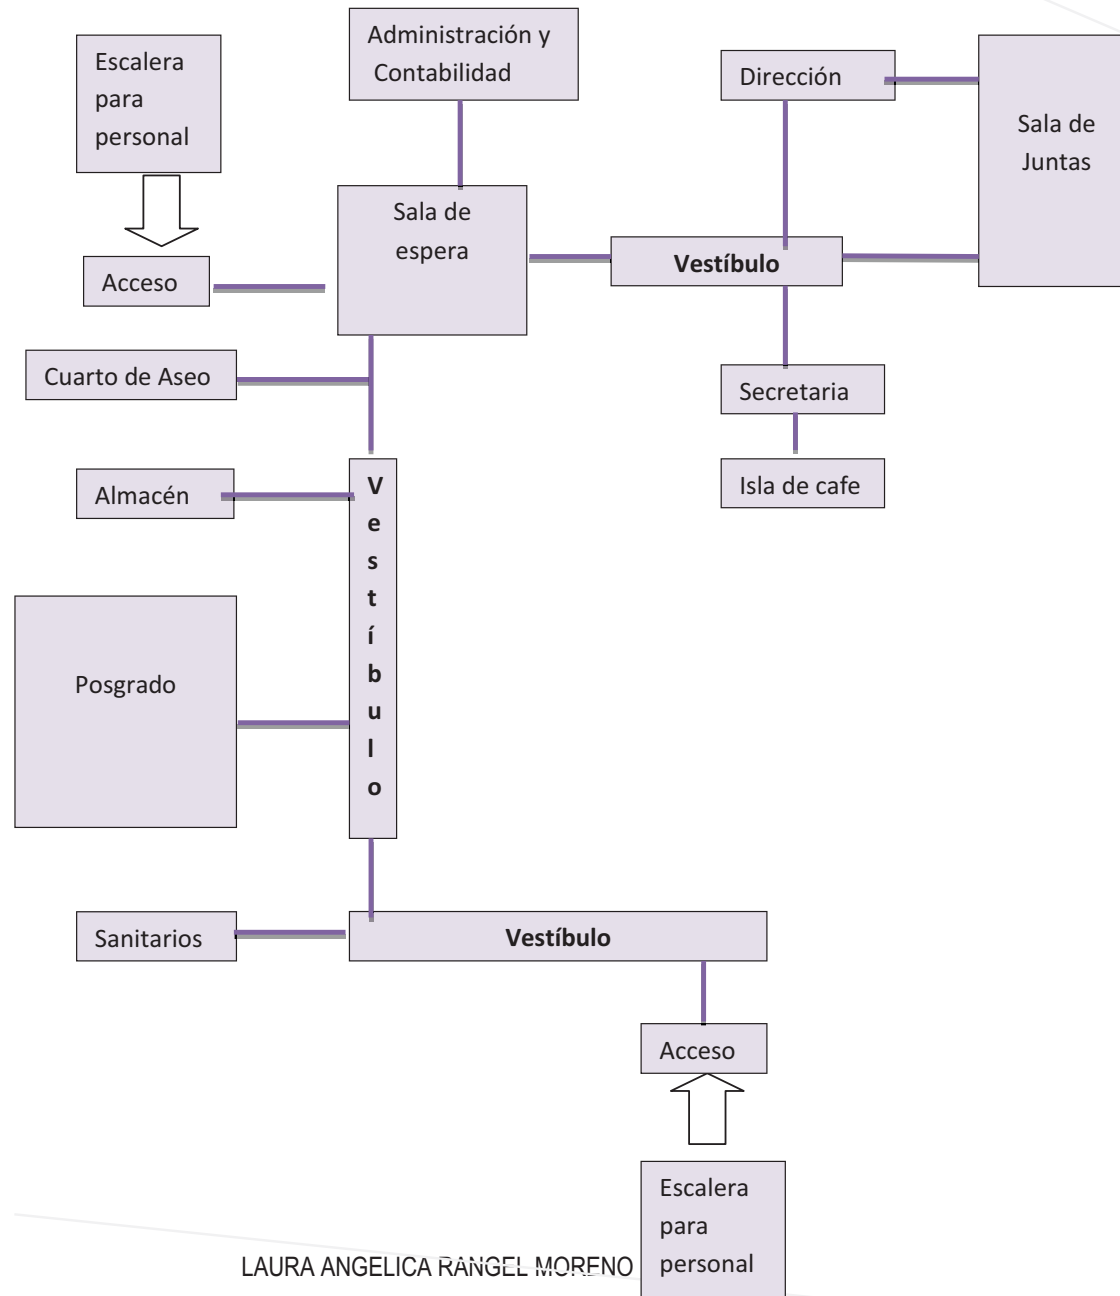 Escalera
para
personal
Administración y
Contabilidad
Dirección
Sala de
Juntas
Sala de
espera
Vestíbulo
Acceso
Cuarto de Aseo
Secretaria
Almacén
Isla de cafe
V
e
s
t
í
b
u
l
o
Posgrado
Sanitarios
Vestíbulo
Acceso
Escalera
para
personal
LAURA ANGELICA RANGEL MORENO